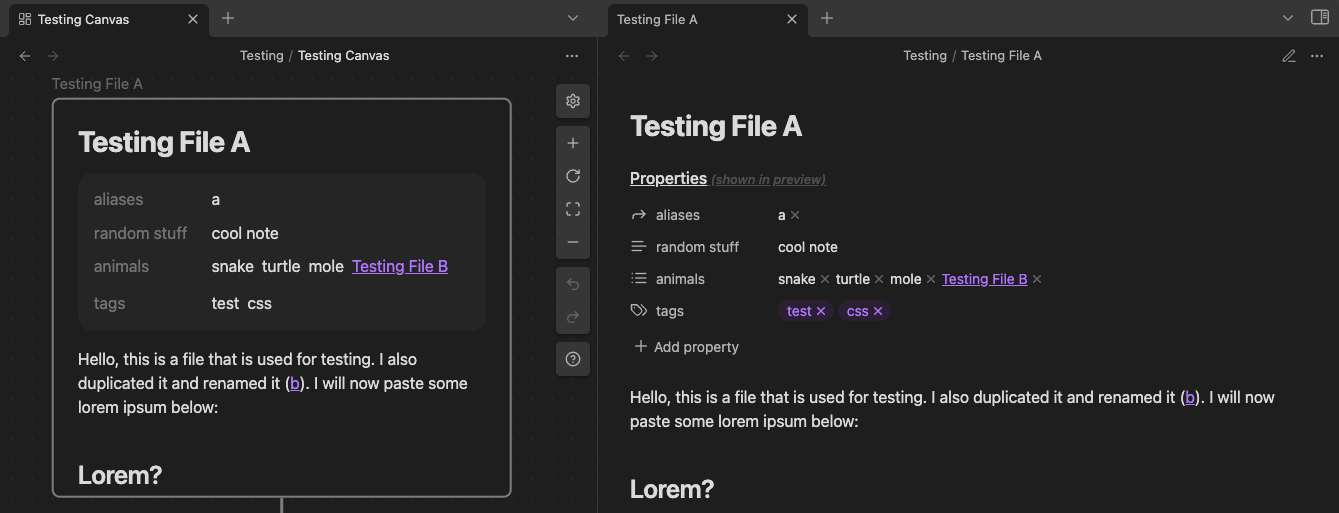 Testing Canvas
Testing / Testing Canvas
Testing File A
Testing File A
aliases a
random stuff cool note
animals snake turtle mole Testing File B
tags test css
Hello, this is a file that is used for testing. I also
duplicated it and renamed it (b). I will now paste some
lorem ipsum below:
Lorem?
Testing File A
Testing / Testing File A
Testing File A
Properties (shown in preview)
aliases a ×
random stuff cool note
animals snake × turtle × mole × Testing File B ×
tags test × css ×
+ Add property
Hello, this is a file that is used for testing. I also duplicated it and renamed it (b). I will now
paste some lorem ipsum below:
Lorem?